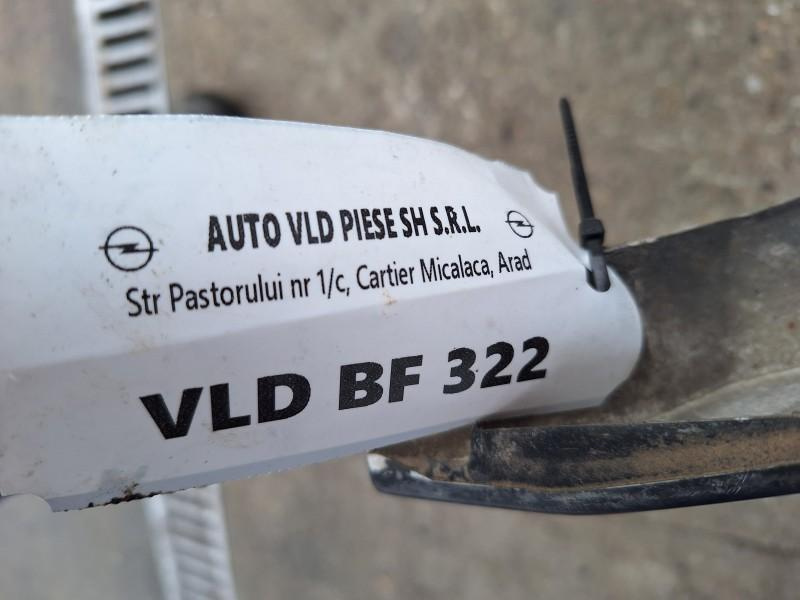 AUTO VLD PIESE SH S.R.L.
Str Pastorului nr 1/c, Cartier Micalaca, Arad
VLD BF 322